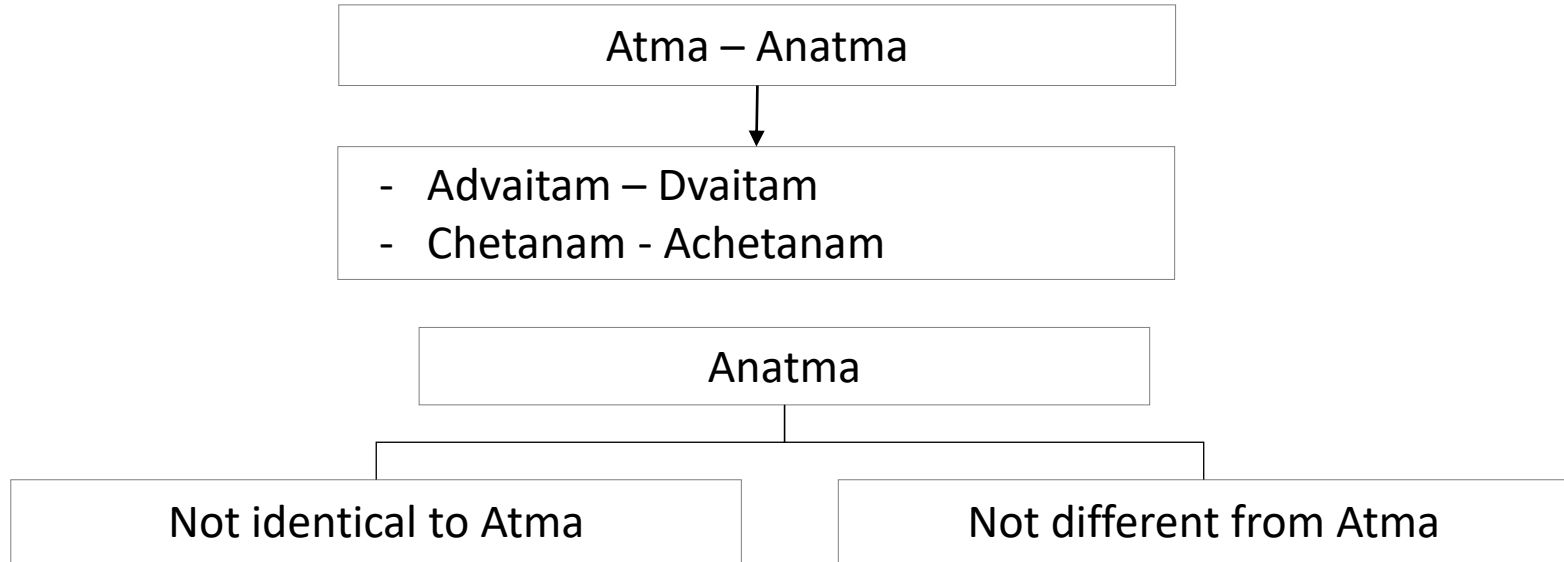 Atma – Anatma
- Advaitam – Dvaitam
- Chetanam - Achetanam
Anatma
Not identical to Atma
Not different from Atma